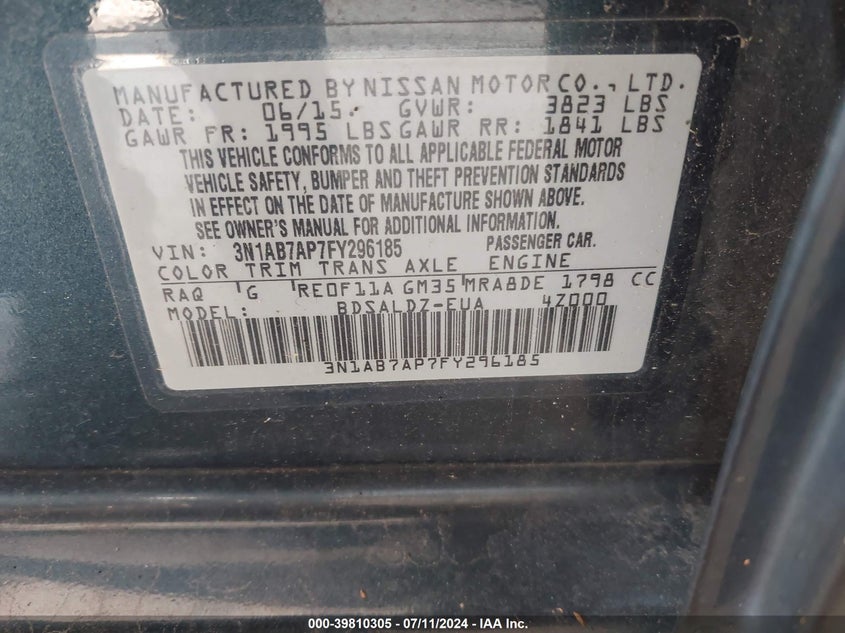 MANUFACTURED BY NISSAN MOTOR CO., LTD.
DATE: 06/15 GVWR: 3823 LBS
GAWR FR: 1995 LBS GAWR RR: 1841 LBS
THIS VEHICLE CONFORMS TO ALL APPLICABLE FEDERAL MOTOR
VEHICLE SAFETY, BUMPER AND THEFT PREVENTION STANDARDS
IN EFFECT ON THE DATE OF MANUFACTURE SHOWN ABOVE.
SEE OWNER'S MANUAL FOR ADDITIONAL INFORMATION.
VIN: 3N1AB7AP7FY296185 PASSENGER CAR.
COLOR TRIM TRANS AXLE ENGINE
RAQ G RE0F11A GM35 MRA8DE 1798 CC
MODEL: BDSALDZ-EUA 4Z000
3N1AB7AP7FY296185
000-39810305 - 07/11/2024 - IAA Inc.